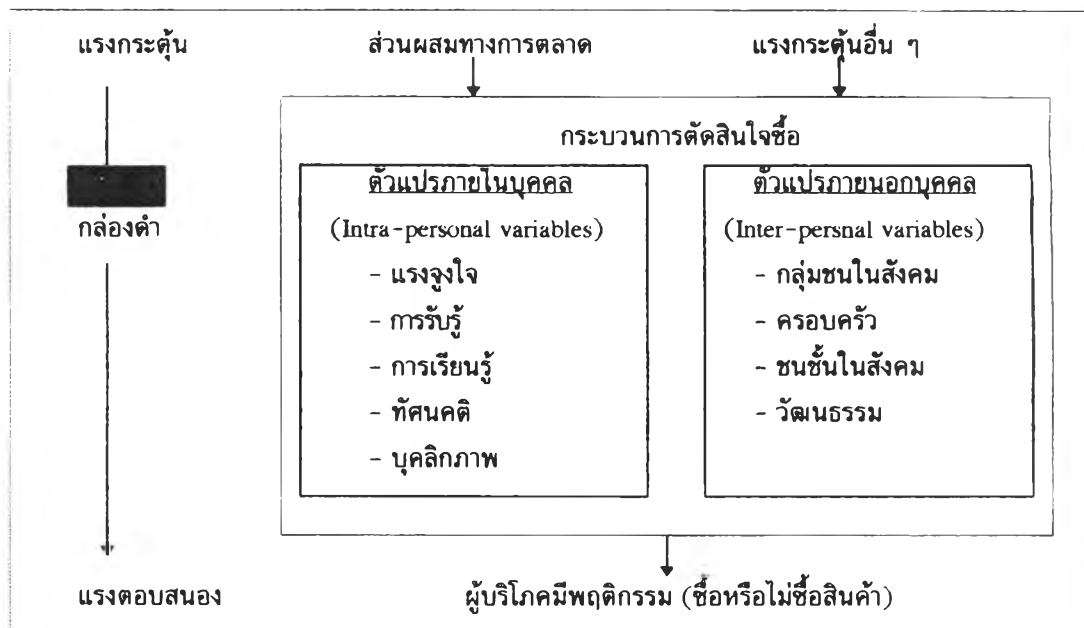 แรงกระตุ้น ส่วนผสมทางการตลาด แรงกระตุ้นอื่น ๆ
กระบวนการตัดสินใจซื้อ
กล่องดำ
ตัวแปรภายในบุคคล
(Intra-personal variables)
- แรงจูงใจ
- การรับรู้
- การเรียนรู้
- ทัศนคติ
- บุคลิกภาพ
ตัวแปรภายนอกบุคคล
(Inter-persnal variables)
- กลุ่มชนในสังคม
- ครอบครัว
- ชนชั้นในสังคม
- วัฒนธรรม
แรงตอบสนอง ผู้บริโภคมีพฤติกรรม (ซื้อหรือไม่ซื้อสินค้า)